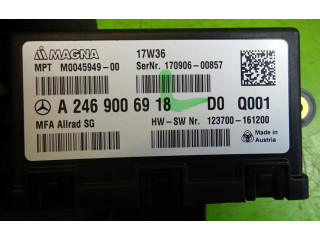 MAGNA 17W36
MPT M0045949-00 SerNr. 170906-00857
A 246 900 69 18 D0 Q001
MFA Allrad SG HW-SW Nr. 123700-161200
Made in
Austria